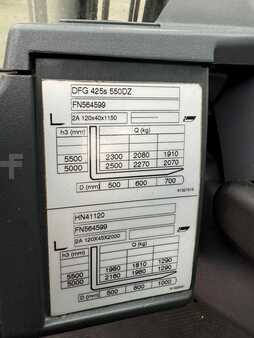 DFG 425s 550DZ
FN564599
2A 120x40x1150
h3 (mm) Q (kg)
5500 2300 2080 1910
5000 2500 2270 2070
D (mm) 500 600 700
HN41120
FN564599
2A 120X45X2000
h3 (mm) Q (kg)
5500 1980 1810 1290
5000 2160 1980 1290
D (mm) 500 600 1000